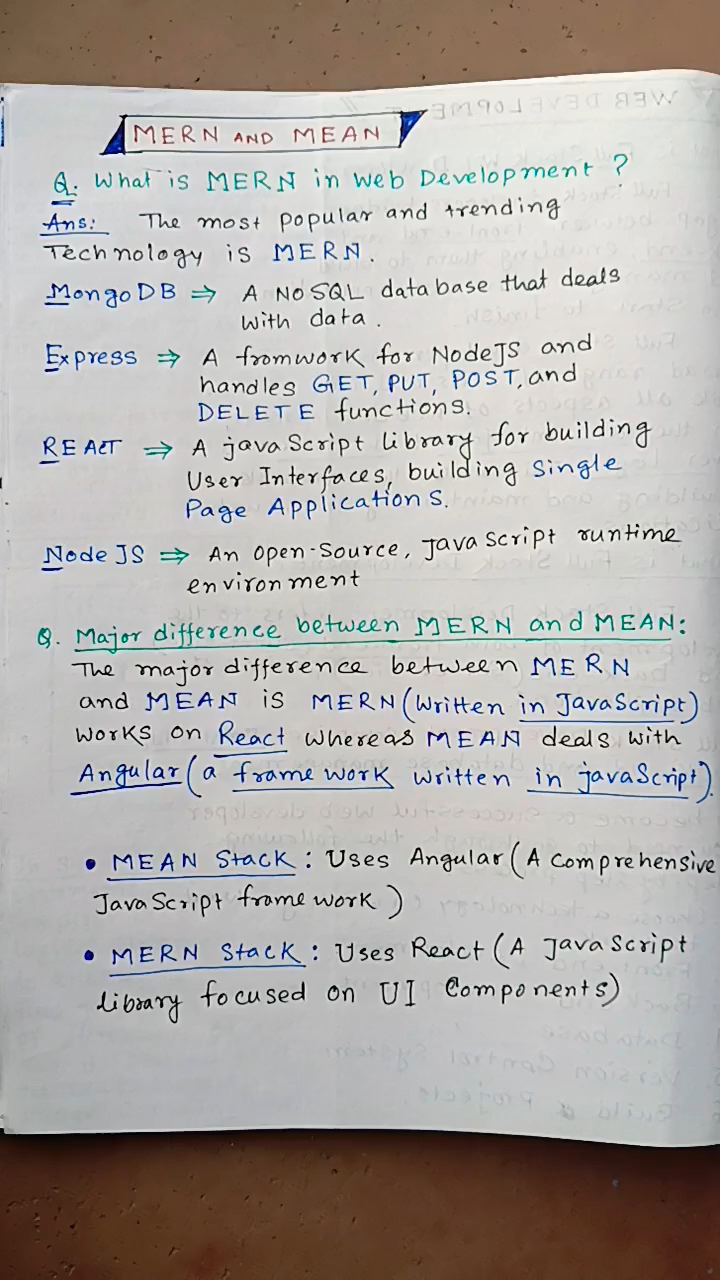 MERN AND MEAN
Q. What is MERN in Web Development ?
Ans: The most popular and trending
Technology is MERN.
MongoDB ⇒ A NoSQL database that deals
with data.
Express ⇒ A fromwork for NodeJS and
handles GET, PUT, POST, and
DELETE functions.
REACT ⇒ A javaScript library for building
User Interfaces, building Single
Page Applications.
Node JS ⇒ An open-source, JavaScript runtime
environment
Q. Major difference between MERN and MEAN:
The major difference between MERN
and MEAN is MERN (Written in JavaScript)
Works on React whereas MEAN deals with
Angular (a frame work written in javaScript).
• MEAN Stack : Uses Angular (A comprehensive
JavaScript frame work)
• MERN Stack : Uses React (A JavaScript
library focused on UI Components)